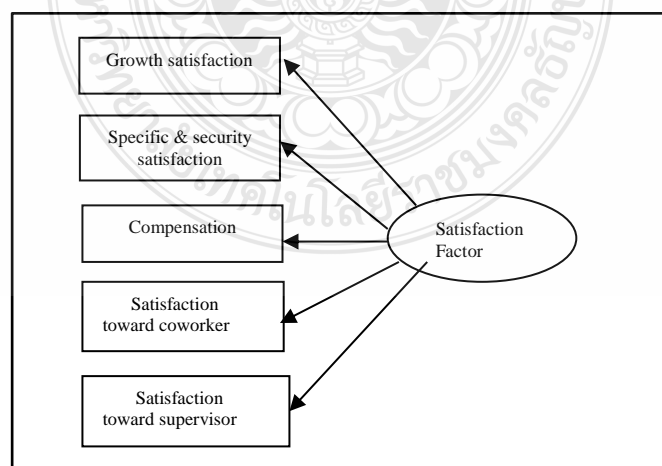 Growth satisfaction
Specific & security
satisfaction
Compensation
Satisfaction
Factor
Satisfaction
toward coworker
Satisfaction
toward supervisor